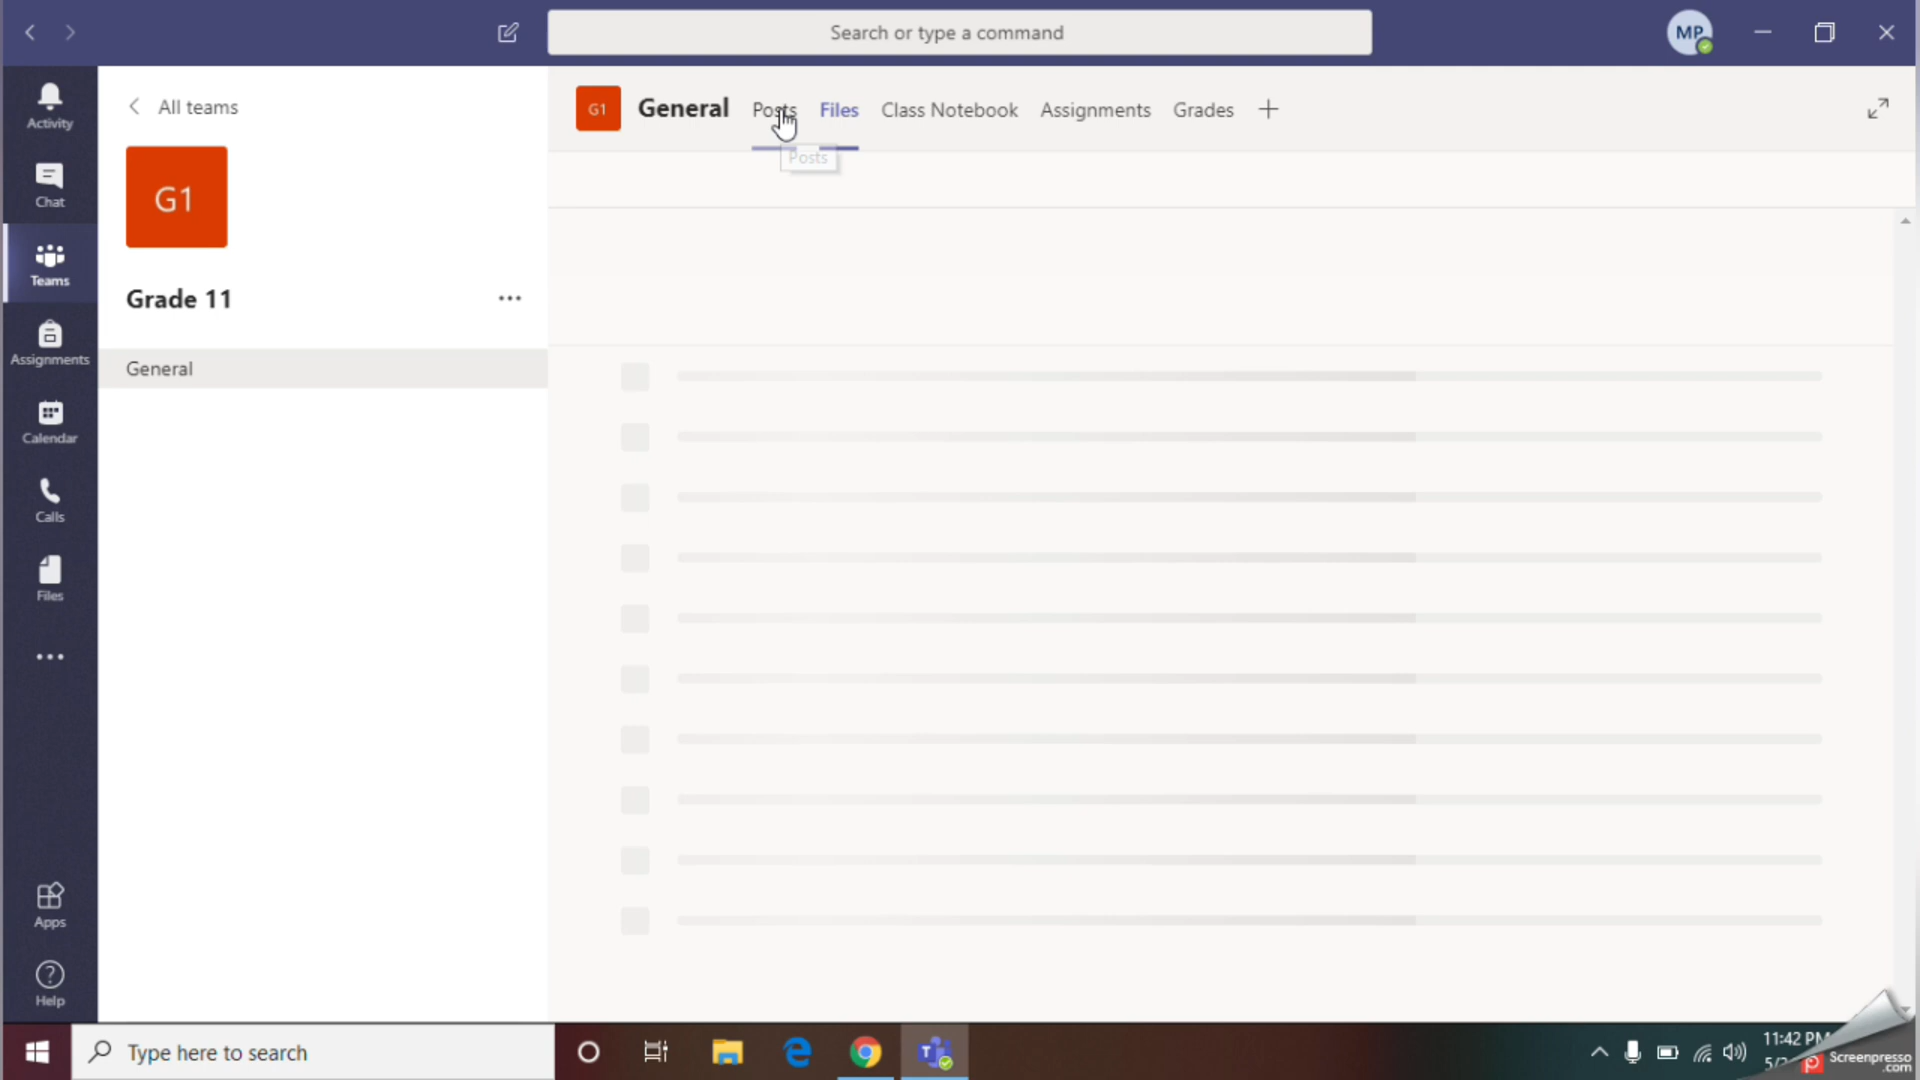 Search or type a command
MP
Activity
Chat
Teams
Assignments
Calendar
Calls
Files
Apps
Help
All teams
G1
Grade 11
General
G1
General
Posts
Files
Class Notebook
Assignments
Grades
Posts
Type here to search
11:42 PM
Screenpresso
.com